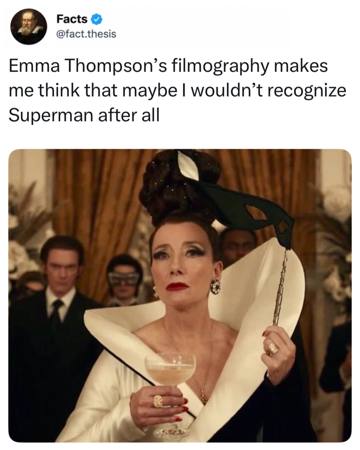 Facts
@fact.thesis
Emma Thompson’s filmography makes
me think that maybe I wouldn’t recognize
Superman after all